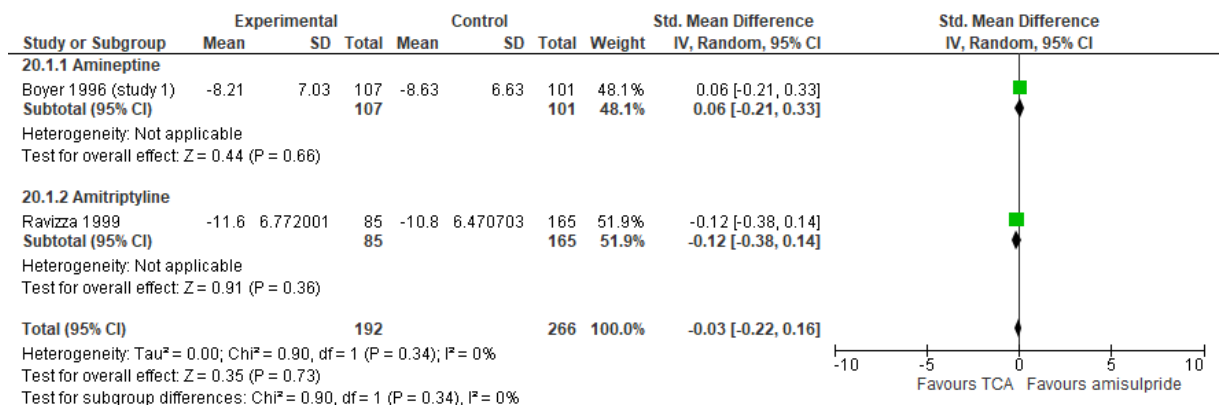 Experimental Control Std. Mean Difference Std. Mean Difference
Study or Subgroup Mean SD Total Mean SD Total Weight IV, Random, 95% CI IV, Random, 95% CI
20.1.1 Amineptine
Boyer 1996 (study 1) -8.21 7.03 107 -8.63 6.63 101 48.1% 0.06 [-0.21, 0.33]
Subtotal (95% CI) 107 101 48.1% 0.06 [-0.21, 0.33]
Heterogeneity: Not applicable
Test for overall effect: Z = 0.44 (P = 0.66)
20.1.2 Amitriptyline
Ravizza 1999 -11.6 6.772001 85 -10.8 6.470703 165 51.9% -0.12 [-0.38, 0.14]
Subtotal (95% CI) 85 165 51.9% -0.12 [-0.38, 0.14]
Heterogeneity: Not applicable
Test for overall effect: Z = 0.91 (P = 0.36)
Total (95% CI) 192 266 100.0% -0.03 [-0.22, 0.16]
Heterogeneity: Tau² = 0.00; Chi² = 0.90, df = 1 (P = 0.34); I² = 0%
Test for overall effect: Z = 0.35 (P = 0.73)
Test for subgroup differences: Chi² = 0.90, df = 1 (P = 0.34), I² = 0%
-10 -5 0 5 10
Favours TCA Favours amisulpride